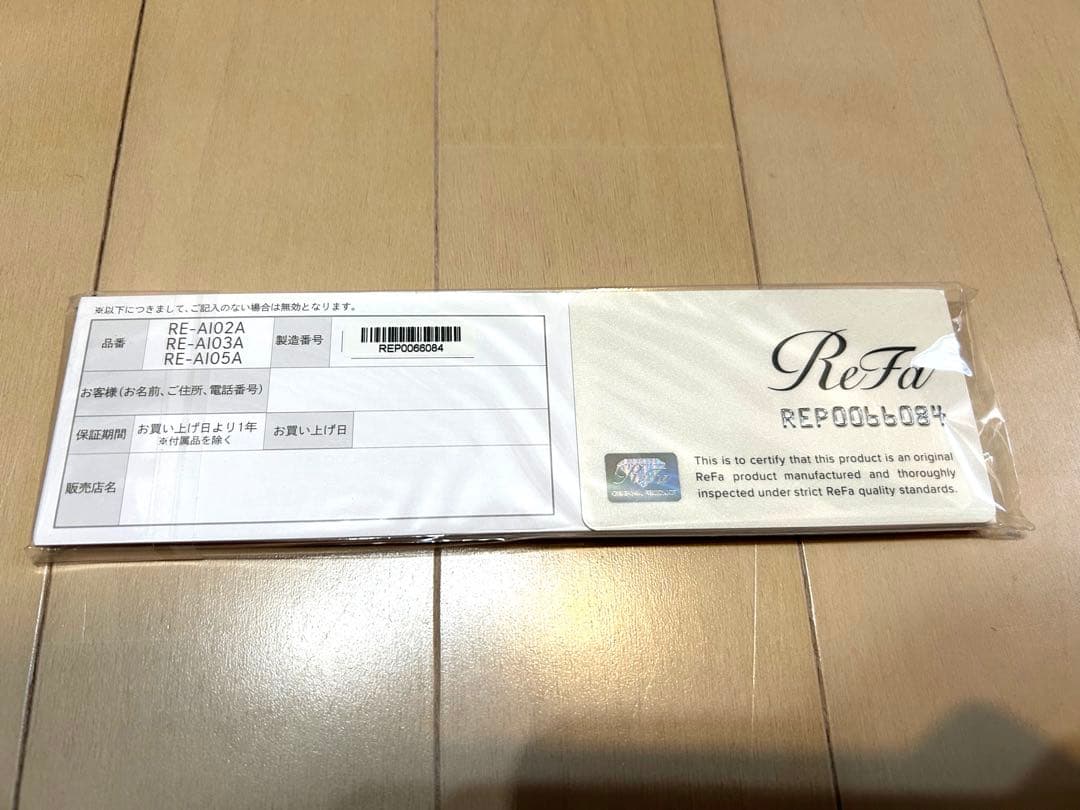 ※以下につきまして、ご記入のない場合は無効となります。
品番
RE-AI02A
RE-AI03A
RE-AI05A
製造番号
REP0066084
お客様(お名前、ご住所、電話番号)
保証期間
お買い上げ日より1年
※付属品を除く
お買い上げ日
販売店名
ReFa
REP0066084
This is to certify that this product is an original
ReFa product manufactured and thoroughly
inspected under strict ReFa quality standards.
ReFa